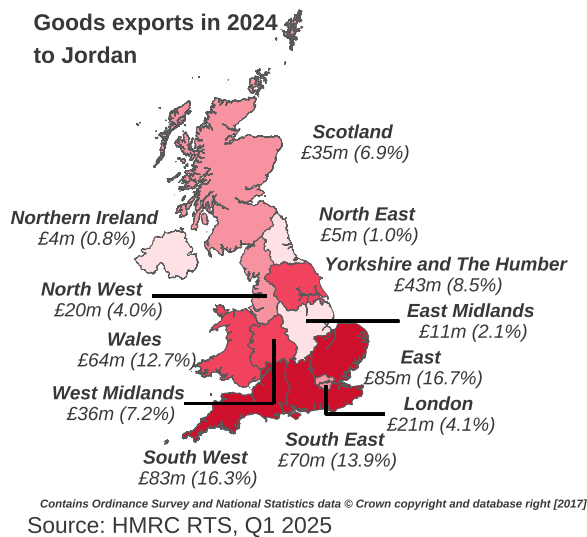 Goods exports in 2024
to Jordan
Scotland
£35m (6.9%)
Northern Ireland
£4m (0.8%)
North East
£5m (1.0%)
Yorkshire and The Humber
£43m (8.5%)
North West
£20m (4.0%)
East Midlands
£11m (2.1%)
Wales
£64m (12.7%)
East
£85m (16.7%)
West Midlands
£36m (7.2%)
London
£21m (4.1%)
South East
£70m (13.9%)
South West
£83m (16.3%)
Contains Ordinance Survey and National Statistics data © Crown copyright and database right [2017]
Source: HMRC RTS, Q1 2025